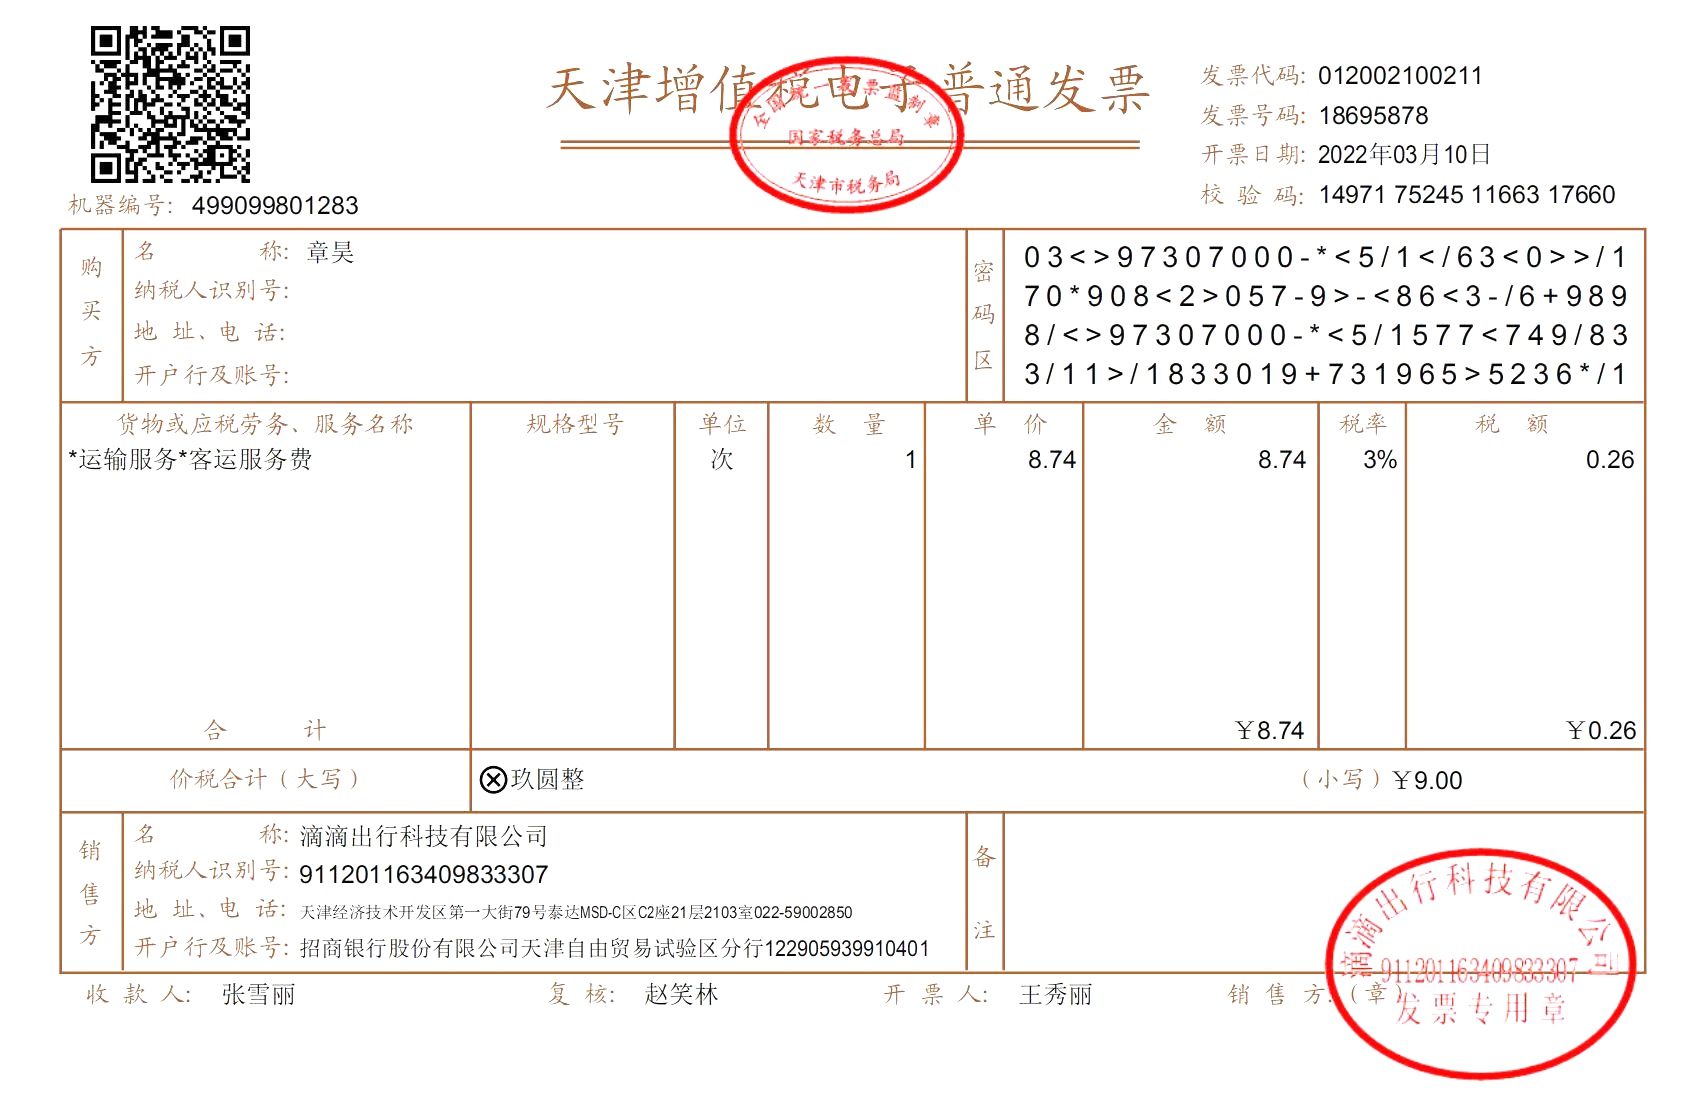 天津增值税电子普通发票
全国统一发票监制章
国家税务总局
天津市税务局
发票代码: 012002100211
发票号码: 18695878
开票日期: 2022年03月10日
校验码: 14971 75245 11663 17660
机器编号: 499099801283
购买方
名称: 章昊
纳税人识别号:
地址、电话:
开户行及账号:
密码区
03<>97307000-*<5/1</63<0>>/1
70*908<2>057-9>-<86<3-/6+989
8/<>97307000-*<5/1577<749/83
3/11>/1833019+731965>5236*/1
货物或应税劳务、服务名称 规格型号 单位 数量 单价 金额 税率 税额
*运输服务*客运服务费 次 1 8.74 8.74 3% 0.26
合计 ￥8.74 ￥0.26
价税合计（大写） ⊗玖圆整 （小写）￥9.00
销售方
名称: 滴滴出行科技有限公司
纳税人识别号: 911201163409833307
地址、电话: 天津经济技术开发区第一大街79号泰达MSD-C区C2座21层2103室022-59002850
开户行及账号: 招商银行股份有限公司天津自由贸易试验区分行122905939910401
备注
收款人: 张雪丽 复核: 赵笑林 开票人: 王秀丽 销售方:（章）
滴滴出行科技有限公司
911201163409833307
发票专用章